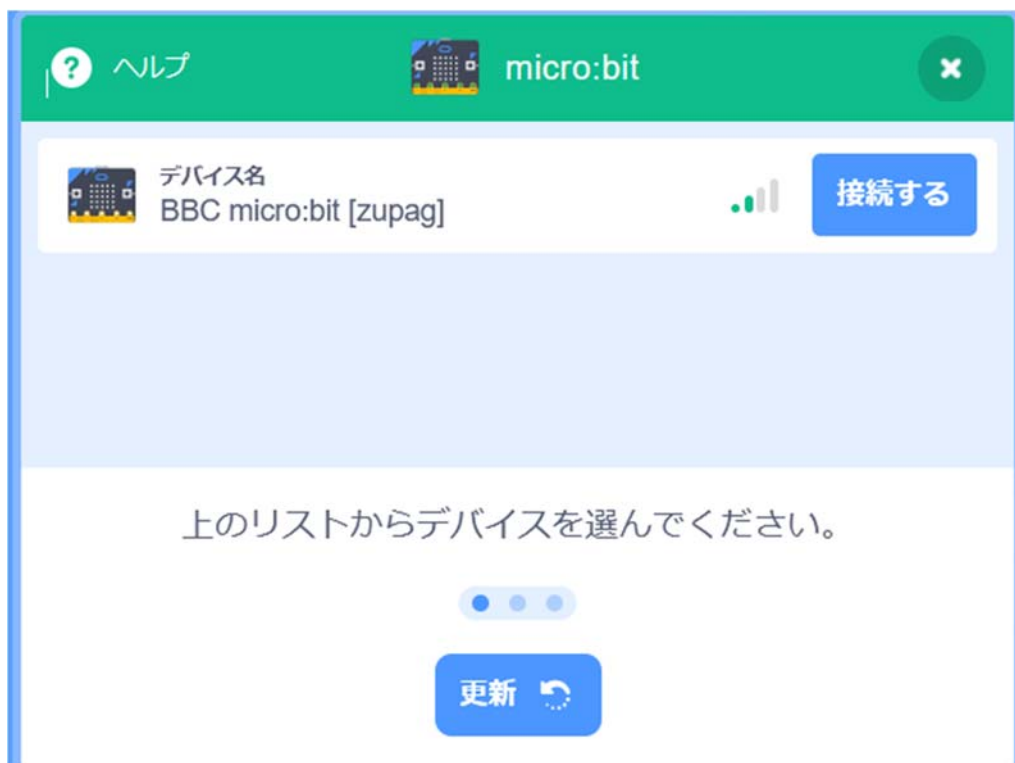 ヘルプ
micro:bit
デバイス名
BBC micro:bit [zupag]
接続する
上のリストからデバイスを選んでください。
更新